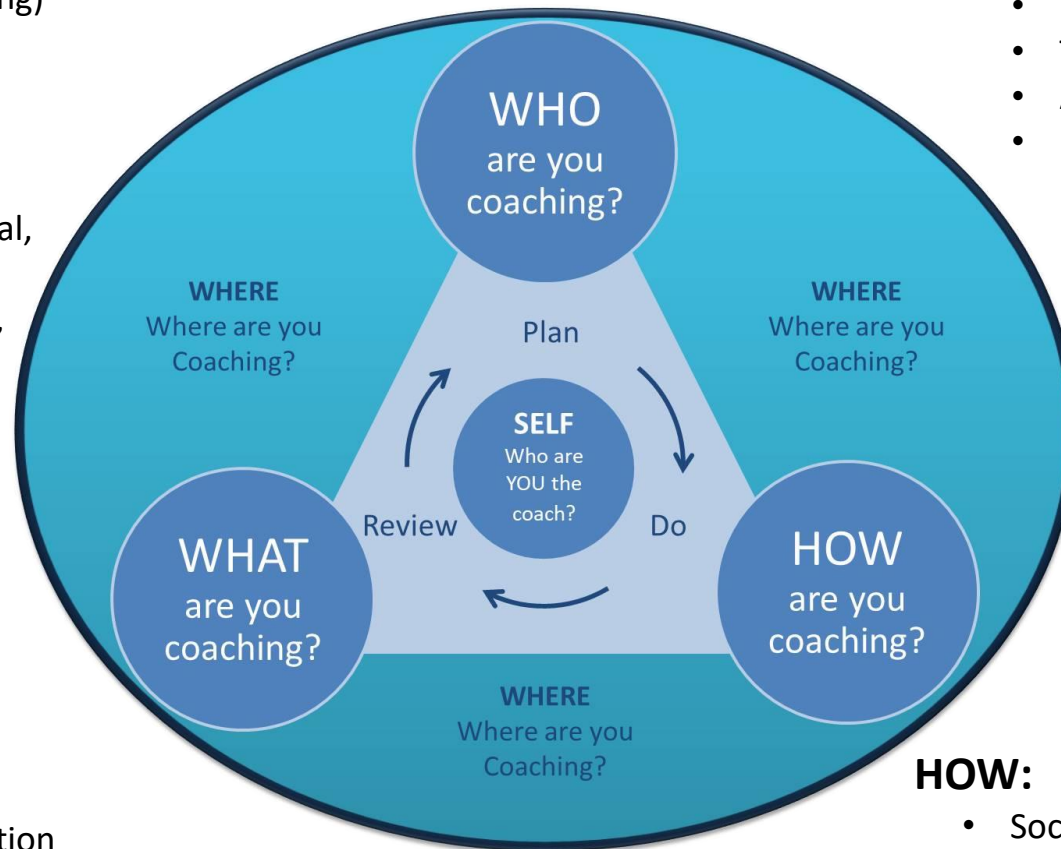 WHO
are you
coaching?
WHERE
Where are you
Coaching?
WHERE
Where are you
Coaching?
Plan
SELF
Who are
YOU the
coach?
Review
Do
WHAT
are you
coaching?
HOW
are you
coaching?
WHERE
Where are you
Coaching?
HOW: